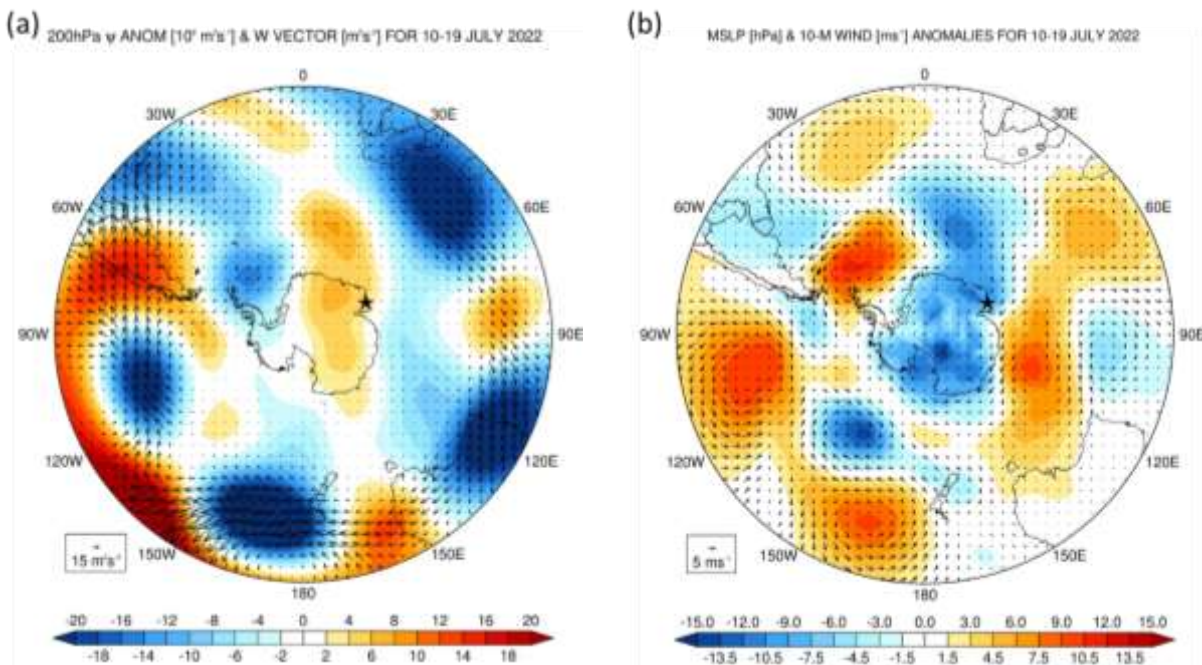 (a)
200hPa ψ ANOM [10⁶ m²s⁻¹] & W VECTOR [m²s⁻²] FOR 10-19 JULY 2022
0
30W
30E
60W
60E
90W
90E
120W
120E
150W
150E
180
15 m²s⁻²
-20 -16 -12 -8 -4 0 4 8 12 16 20
-18 -14 -10 -6 -2 2 6 10 14 18
(b)
MSLP [hPa] & 10-M WIND [ms⁻¹] ANOMALIES FOR 10-19 JULY 2022
0
30W
30E
60W
60E
90W
90E
120W
120E
150W
150E
180
5 ms⁻¹
-15.0 -12.0 -9.0 -6.0 -3.0 0.0 3.0 6.0 9.0 12.0 15.0
-13.5 -10.5 -7.5 -4.5 -1.5 1.5 4.5 7.5 10.5 13.5